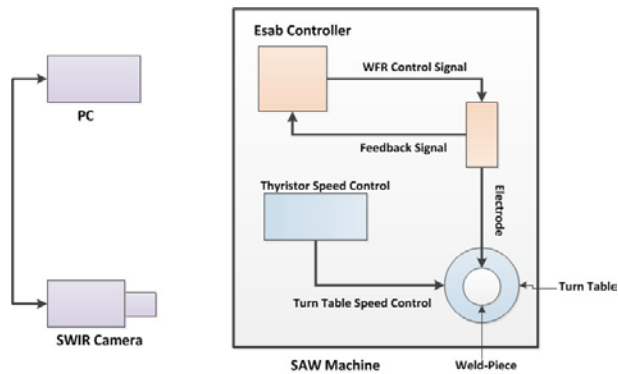 Esab Controller
WFR Control Signal
PC
Feedback Signal
Thyristor Speed Control
Electrode
Turn Table Speed Control
Turn Table
SWIR Camera
SAW Machine
Weld-Piece